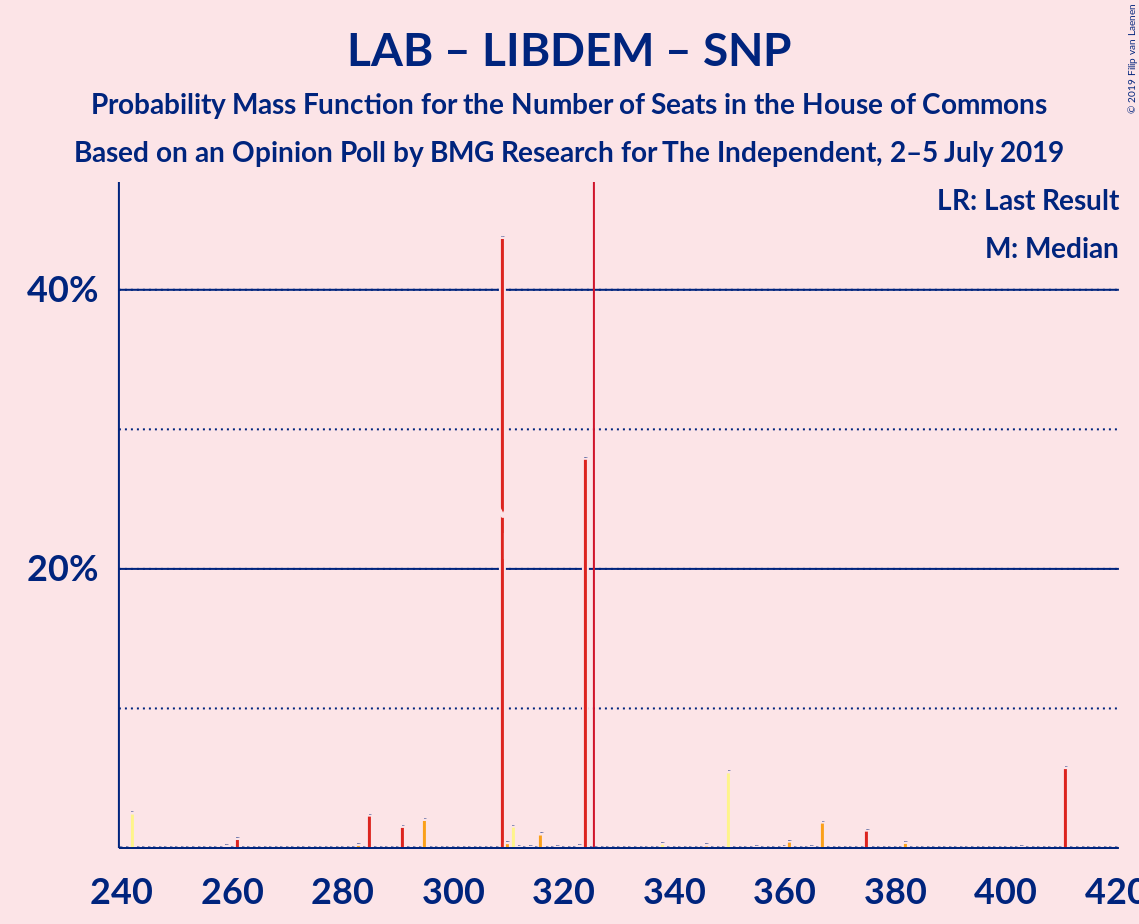 LAB – LIBDEM – SNP
Probability Mass Function for the Number of Seats in the House of Commons
Based on an Opinion Poll by BMG Research for The Independent, 2–5 July 2019
© 2019 Filip van Laenen
LR: Last Result
M: Median
40%
20%
240 260 280 300 320 340 360 380 400 420